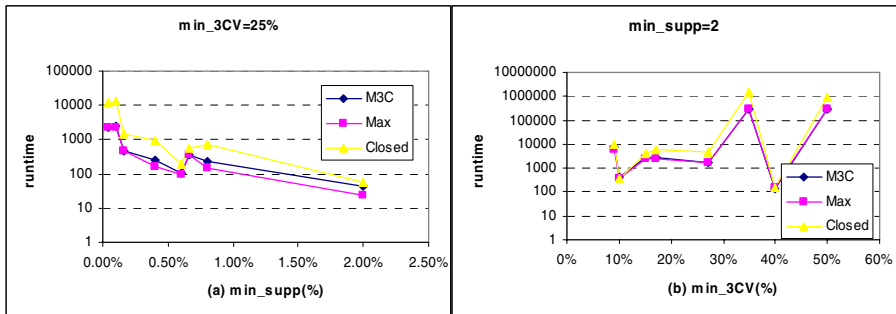 min_3CV=25%
100000
10000
1000
100
10
1
runtime
M3C
Max
Closed
0.00% 0.50% 1.00% 1.50% 2.00% 2.50%
(a) min_supp(%)
min_supp=2
10000000
1000000
100000
10000
1000
100
10
1
runtime
M3C
Max
Closed
0% 10% 20% 30% 40% 50% 60%
(b) min_3CV(%)